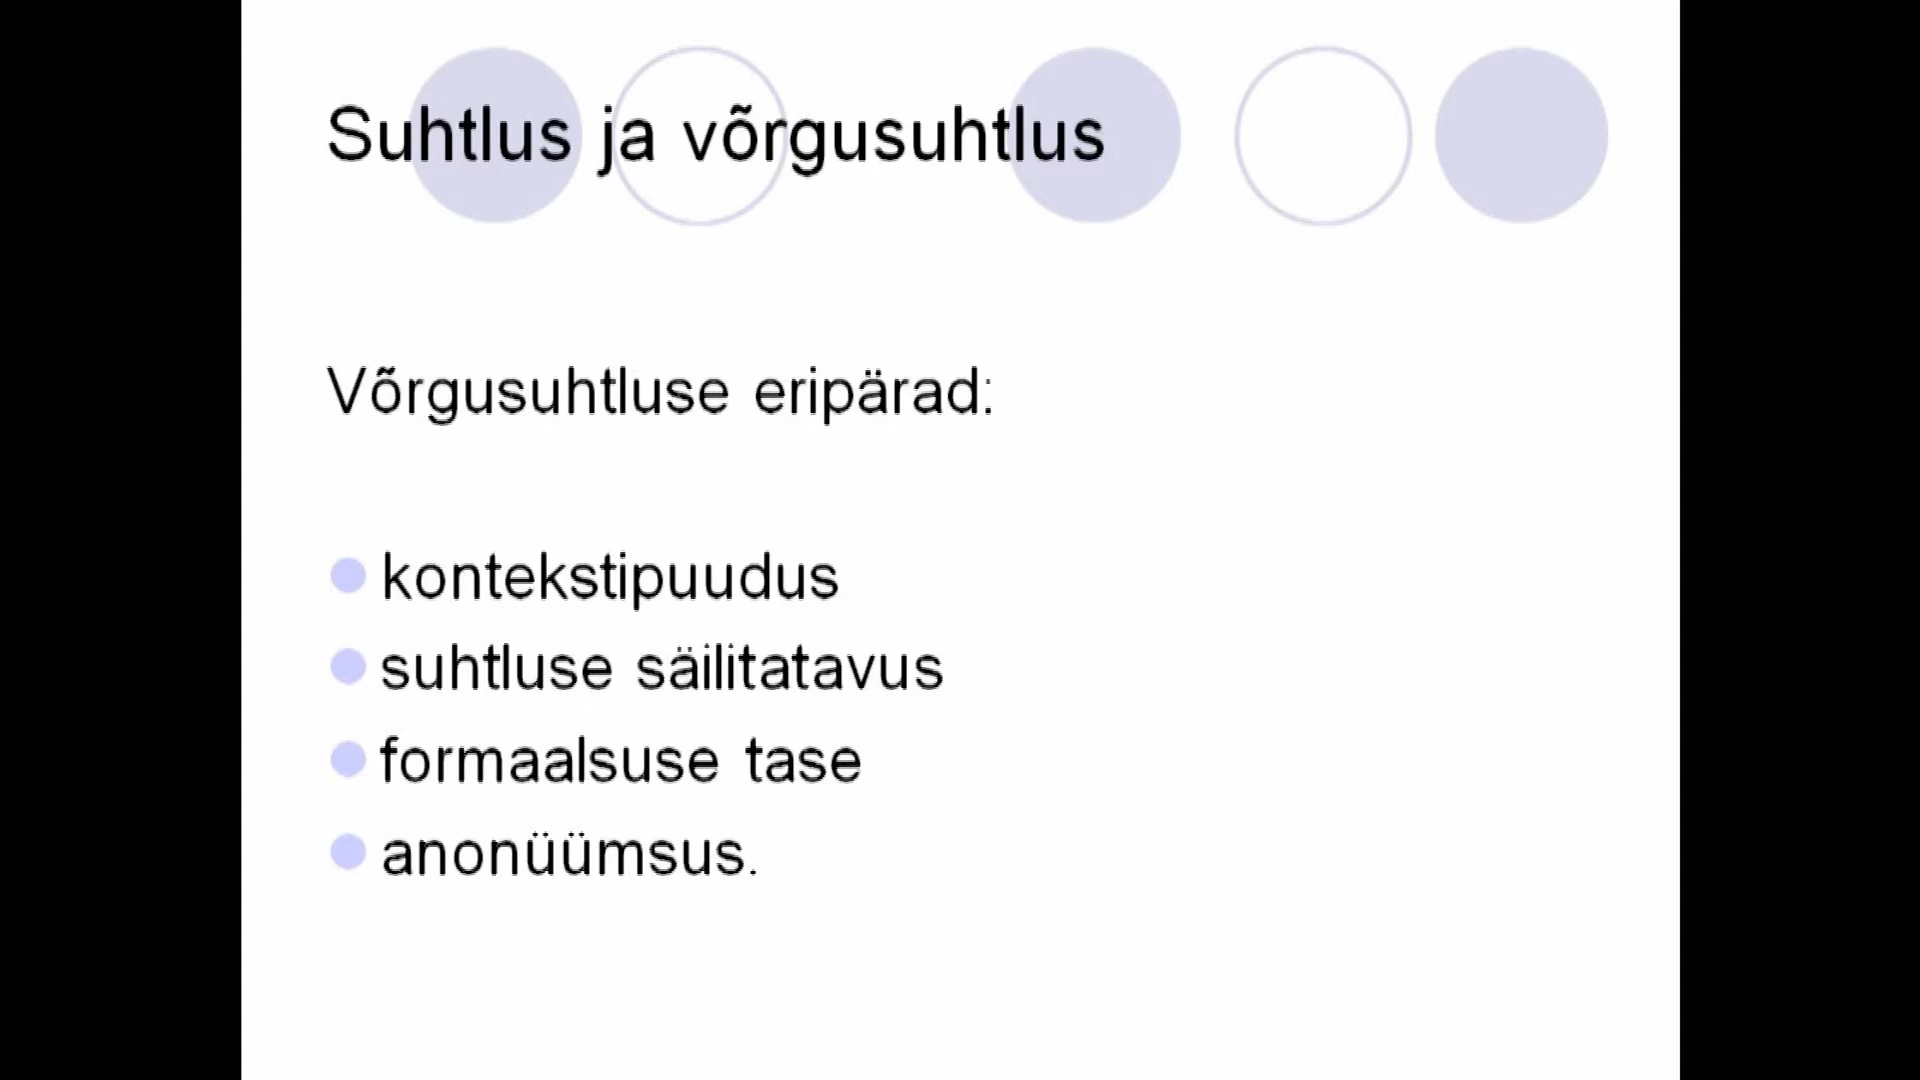 Suhtlus ja võrgusuhtlus
Võrgusuhtluse eripärad:
kontekstipuudus
suhtluse säilitatavus
formaalsuse tase
anonüümsus.